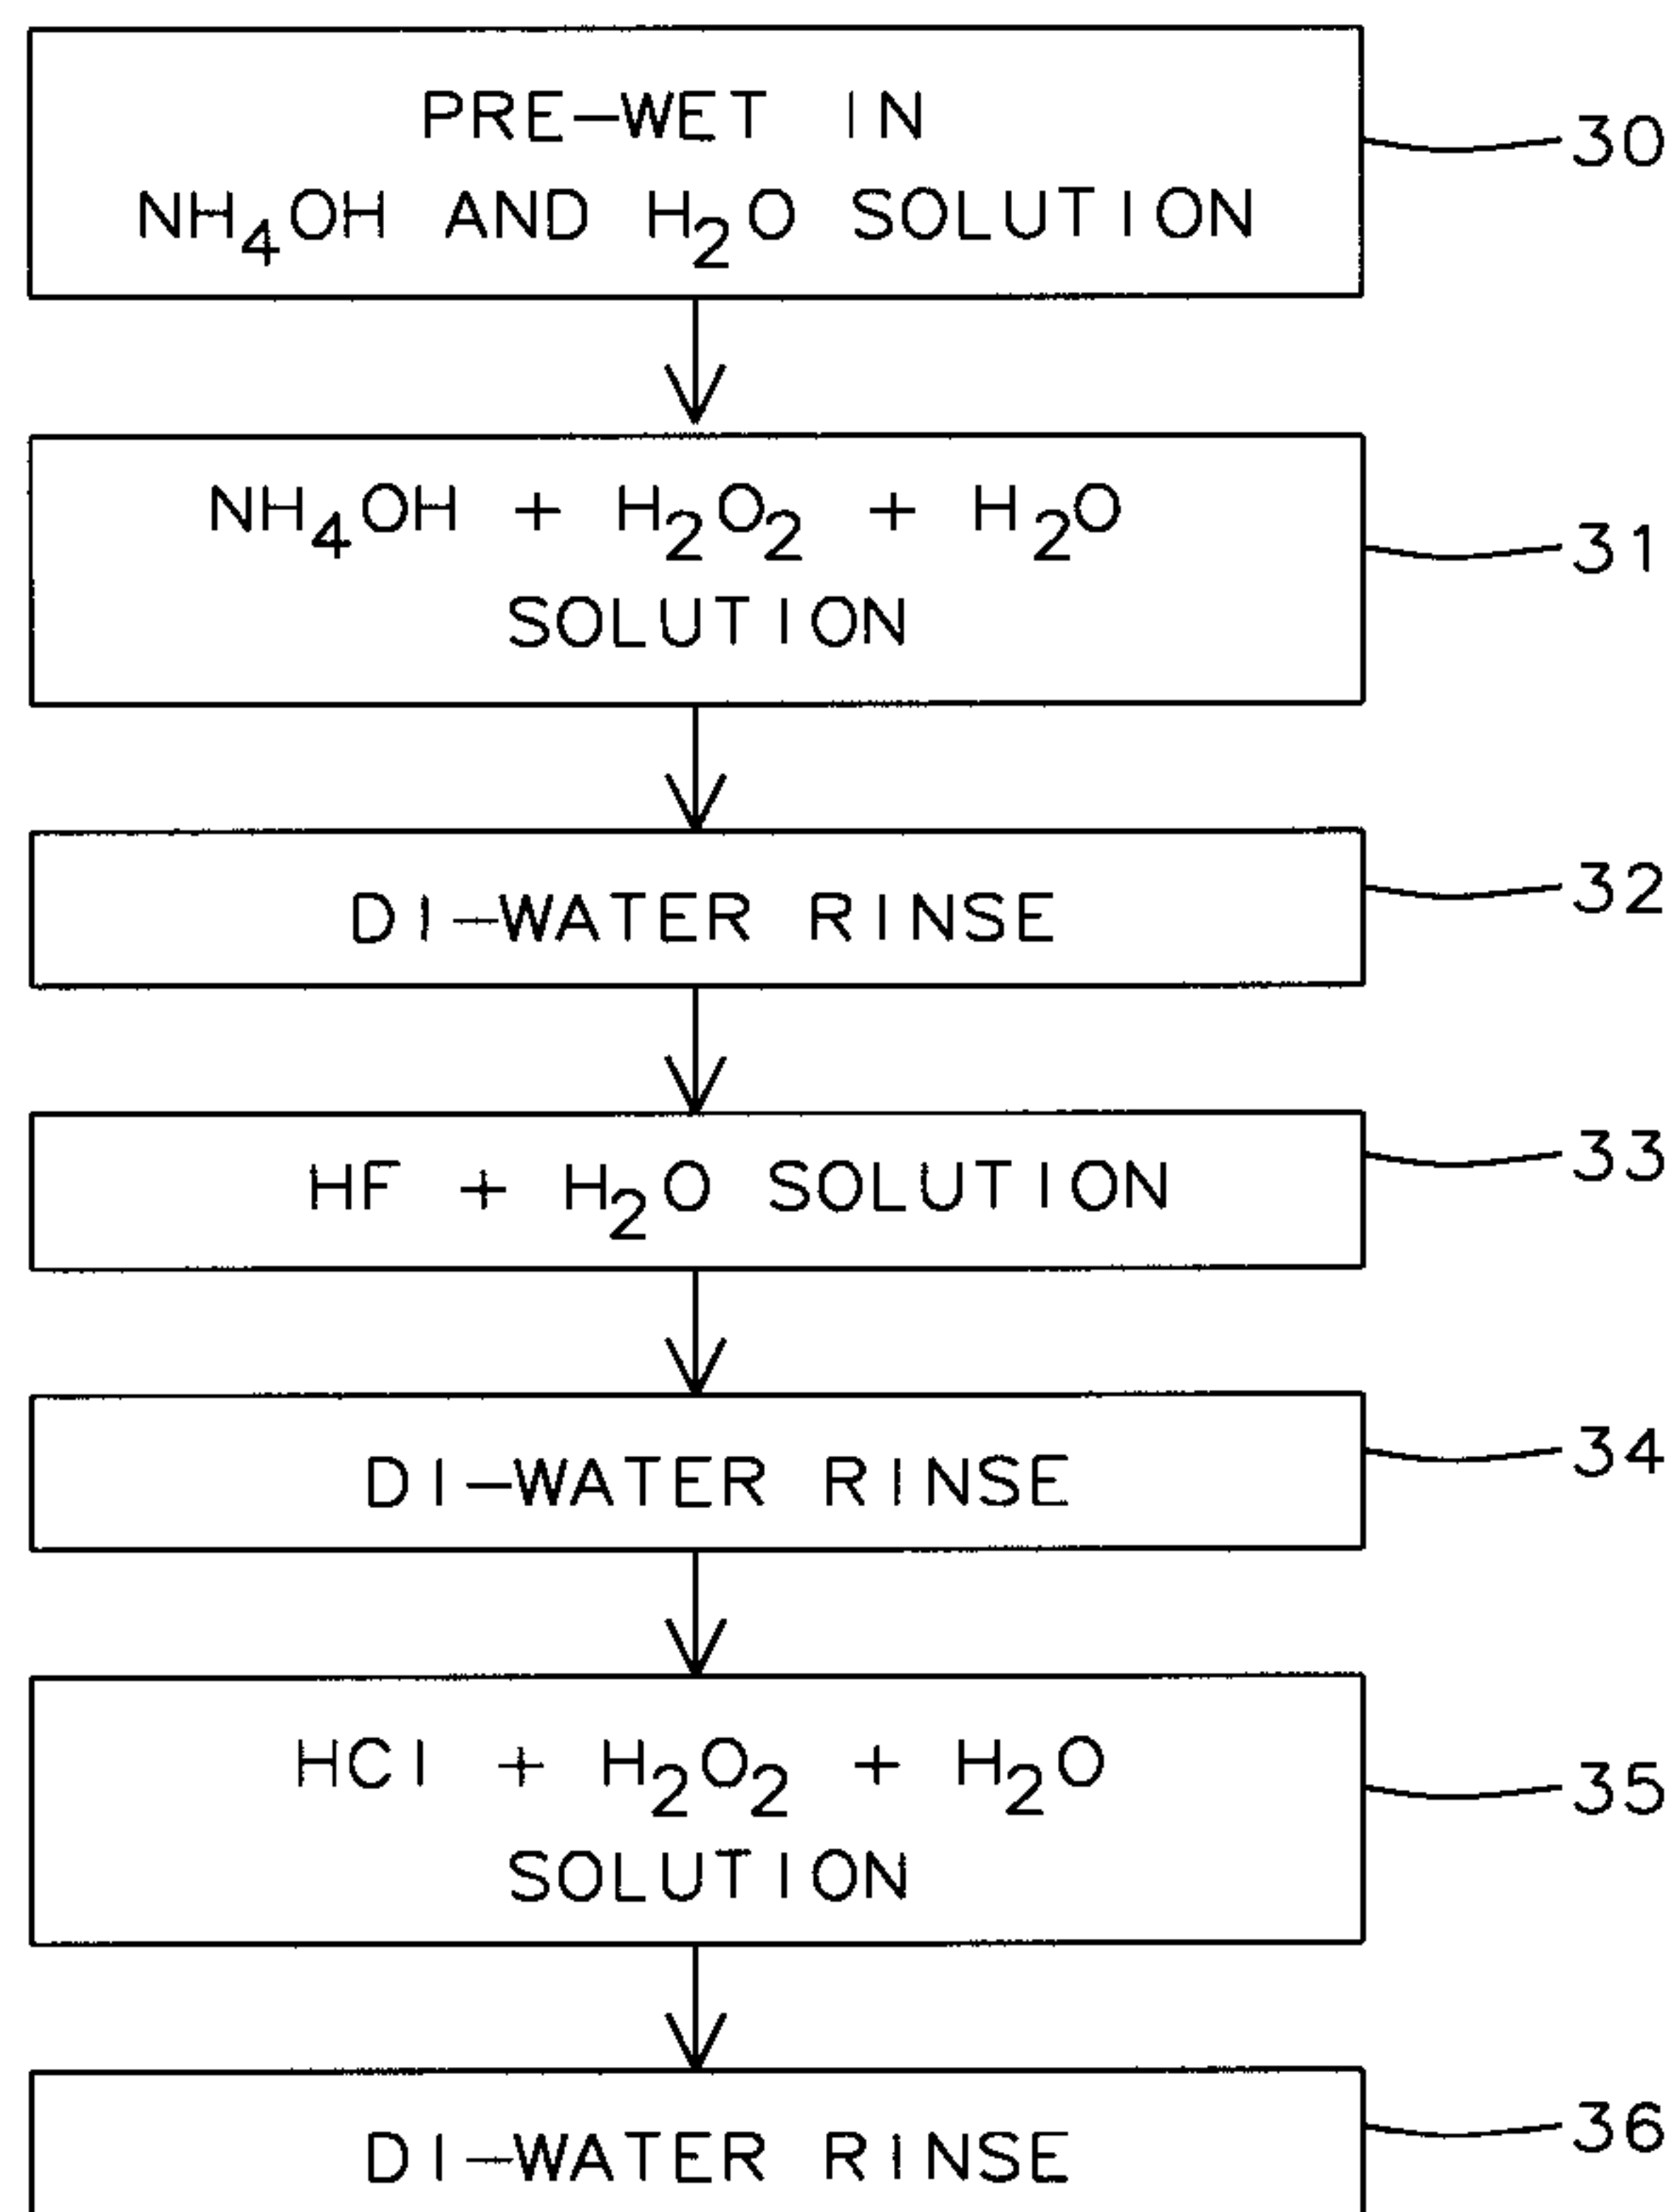 PRE-WET IN
NH4OH AND H2O SOLUTION
30
NH4OH + H2O2 + H2O
SOLUTION
31
DI-WATER RINSE
32
HF + H2O SOLUTION
33
DI-WATER RINSE
34
HCl + H2O2 + H2O
SOLUTION
35
DI-WATER RINSE
36